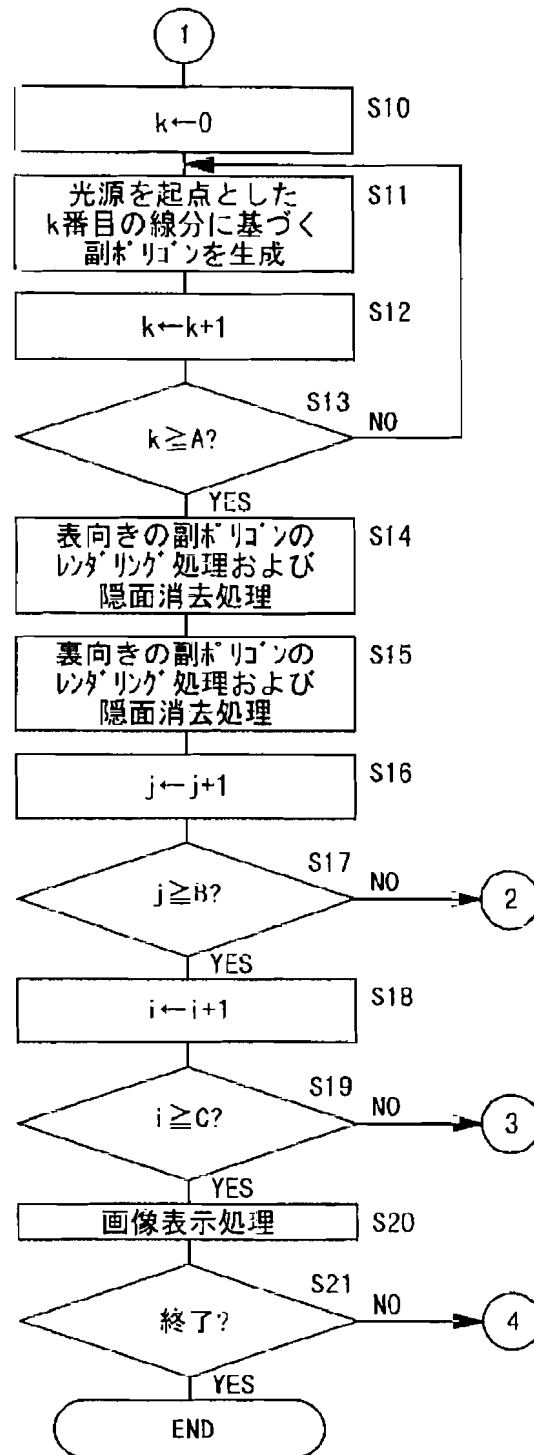 1
k←0
S10
光源を起点とした
k番目の線分に基づく
副ポリゴンを生成
S11
k←k+1
S12
S13
k≧A?
NO
YES
表向きの副ポリゴンの
レンダリング処理および
隠面消去処理
S14
裏向きの副ポリゴンの
レンダリング処理および
隠面消去処理
S15
j←j+1
S16
S17
j≧B?
NO
2
YES
i←i+1
S18
S19
i≧C?
NO
3
YES
画像表示処理
S20
S21
終了?
NO
4
YES
END